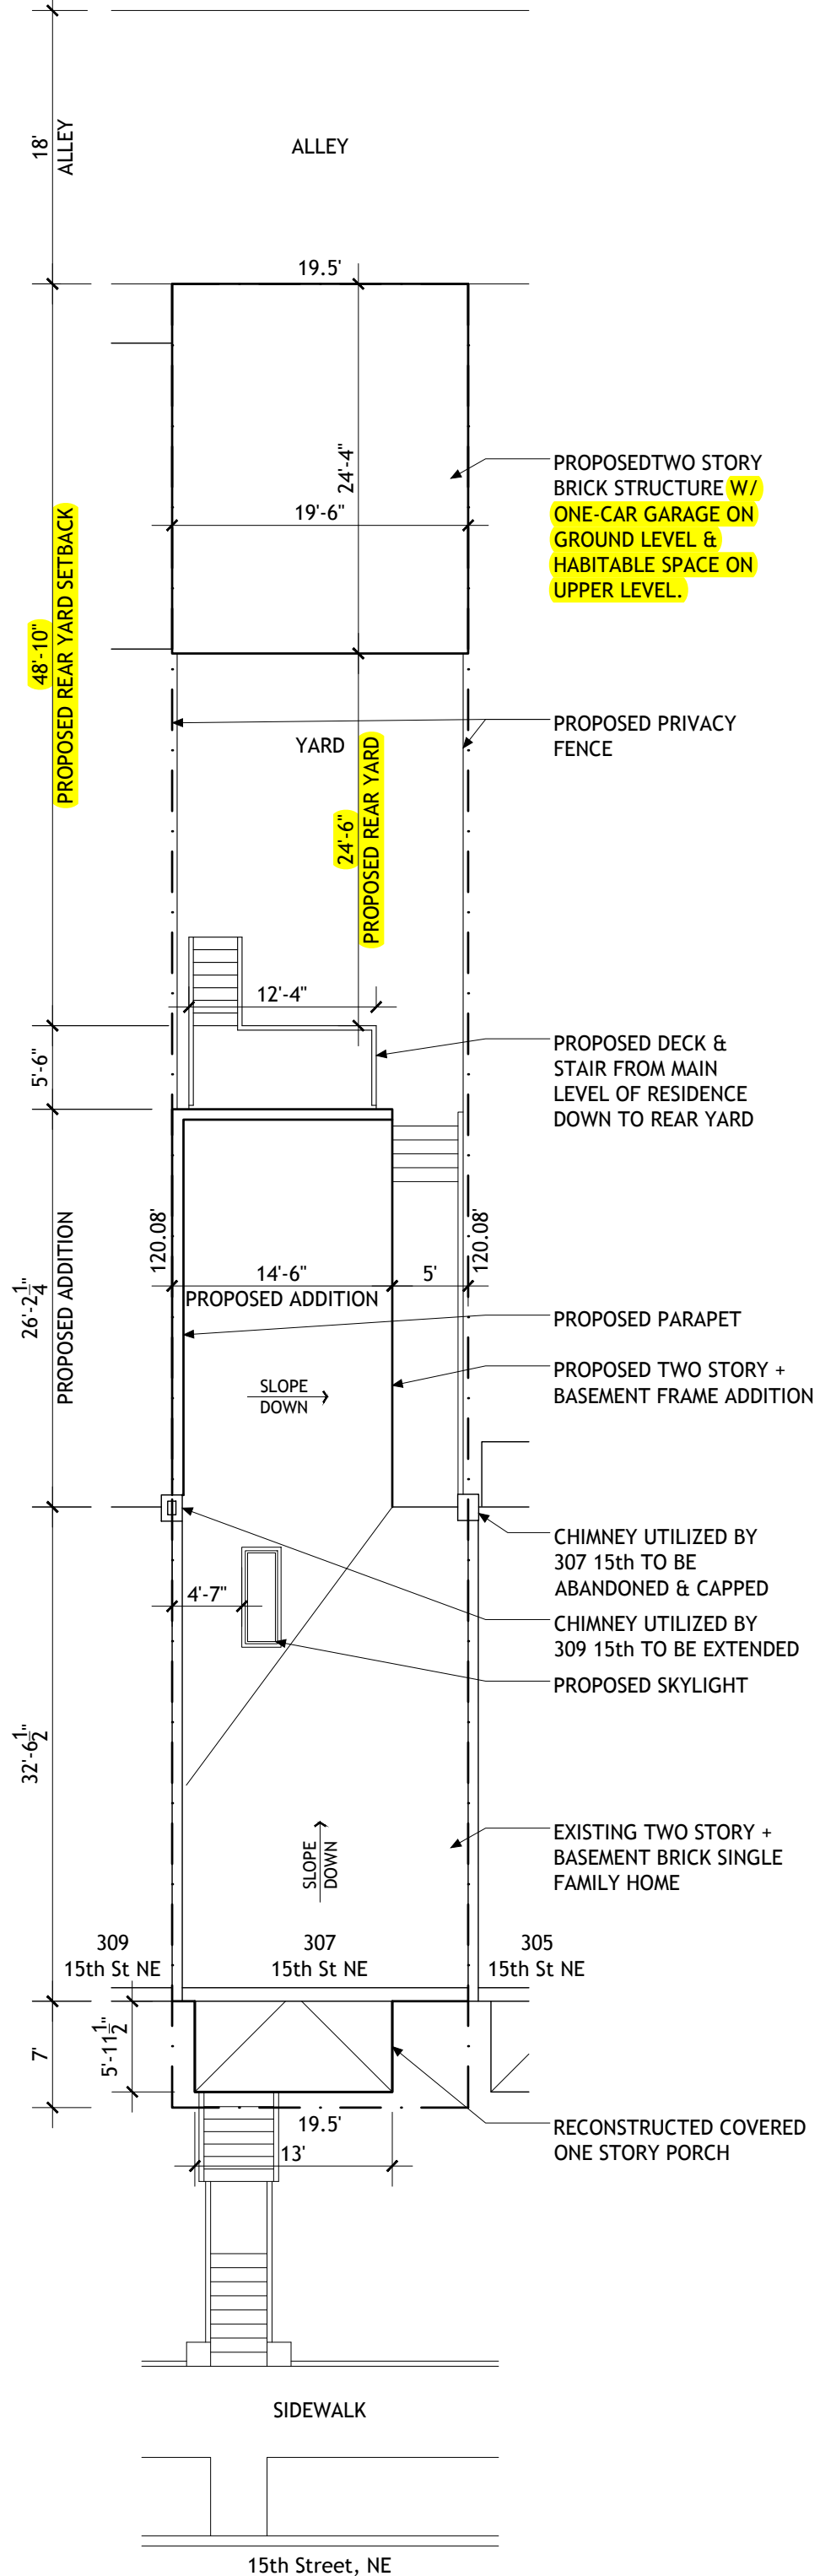 18'
ALLEY
ALLEY
19.5'
24'-4"
19'-6"
PROPOSEDTWO STORY
BRICK STRUCTURE W/
ONE-CAR GARAGE ON
GROUND LEVEL &
HABITABLE SPACE ON
UPPER LEVEL.
48'-10"
PROPOSED REAR YARD SETBACK
PROPOSED PRIVACY
FENCE
YARD
24'-6"
PROPOSED REAR YARD
12'-4"
5'-6"
PROPOSED DECK &
STAIR FROM MAIN
LEVEL OF RESIDENCE
DOWN TO REAR YARD
120.08'
120.08'
26'-2 1/4"
PROPOSED ADDITION
14'-6"
5'
PROPOSED ADDITION
PROPOSED PARAPET
SLOPE
DOWN
PROPOSED TWO STORY +
BASEMENT FRAME ADDITION
CHIMNEY UTILIZED BY
307 15th TO BE
ABANDONED & CAPPED
4'-7"
CHIMNEY UTILIZED BY
309 15th TO BE EXTENDED
PROPOSED SKYLIGHT
32'-6 1/2"
SLOPE
DOWN
EXISTING TWO STORY +
BASEMENT BRICK SINGLE
FAMILY HOME
309
15th St NE
307
15th St NE
305
15th St NE
7'
5'-11 1/2"
19.5'
13'
RECONSTRUCTED COVERED
ONE STORY PORCH
SIDEWALK
15th Street, NE